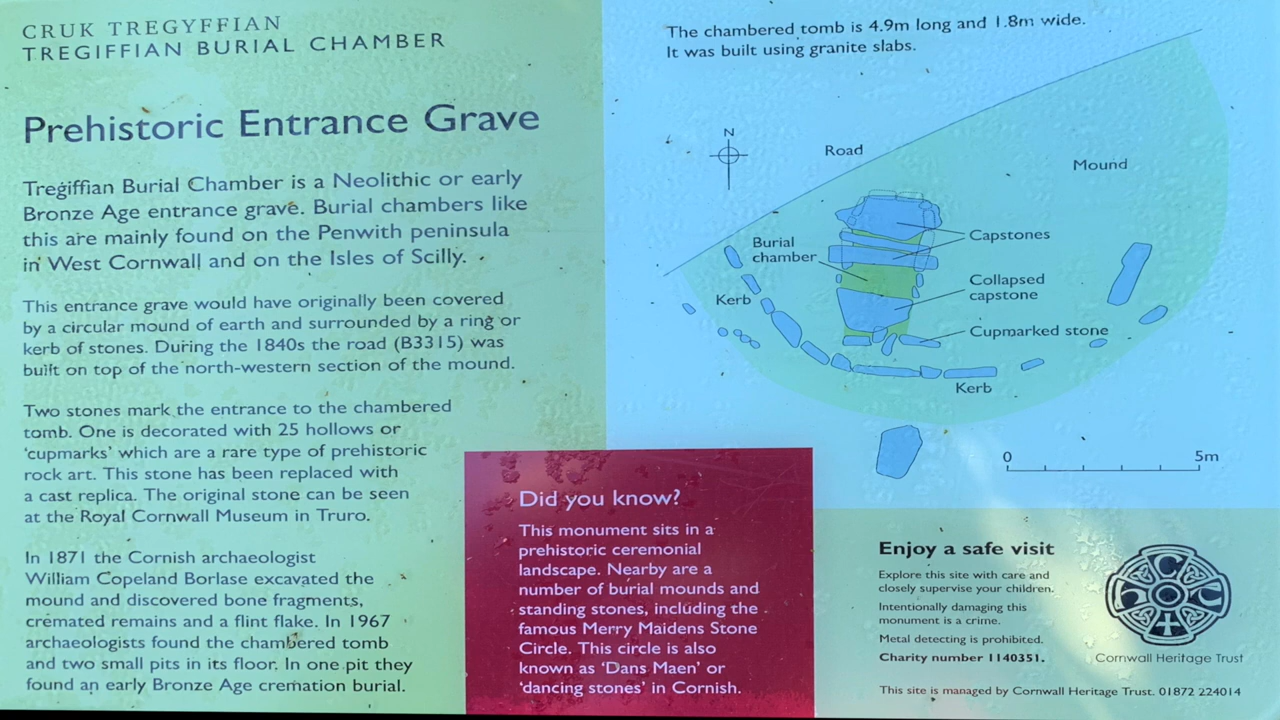 CRUK TREGYFFIAN
TREGIFFIAN BURIAL CHAMBER
Prehistoric Entrance Grave
Tregiffian Burial Chamber is a Neolithic or early
Bronze Age entrance grave. Burial chambers like
this are mainly found on the Penwith peninsula
in West Cornwall and on the Isles of Scilly.
This entrance grave would have originally been covered
by a circular mound of earth and surrounded by a ring or
kerb of stones. During the 1840s the road (B3315) was
built on top of the north-western section of the mound.
Two stones mark the entrance to the chambered
tomb. One is decorated with 25 hollows or
‘cupmarks’ which are a rare type of prehistoric
rock art. This stone has been replaced with
a cast replica. The original stone can be seen
at the Royal Cornwall Museum in Truro.
In 1871 the Cornish archaeologist
William Copeland Borlase excavated the
mound and discovered bone fragments,
cremated remains and a flint flake. In 1967
archaeologists found the chambered tomb
and two small pits in its floor. In one pit they
found an early Bronze Age cremation burial.
The chambered tomb is 4.9m long and 1.8m wide.
It was built using granite slabs.
N
Road
Mound
Burial
chamber
Capstones
Collapsed
capstone
Kerb
Cupmarked stone
Kerb
0 5m
Did you know?
This monument sits in a
prehistoric ceremonial
landscape. Nearby are a
number of burial mounds and
standing stones, including the
famous Merry Maidens Stone
Circle. This circle is also
known as ‘Dans Maen’ or
‘dancing stones’ in Cornish.
Enjoy a safe visit
Explore this site with care and
closely supervise your children.
Intentionally damaging this
monument is a crime.
Metal detecting is prohibited.
Charity number 1140351.
Cornwall Heritage Trust
This site is managed by Cornwall Heritage Trust. 01872 224014